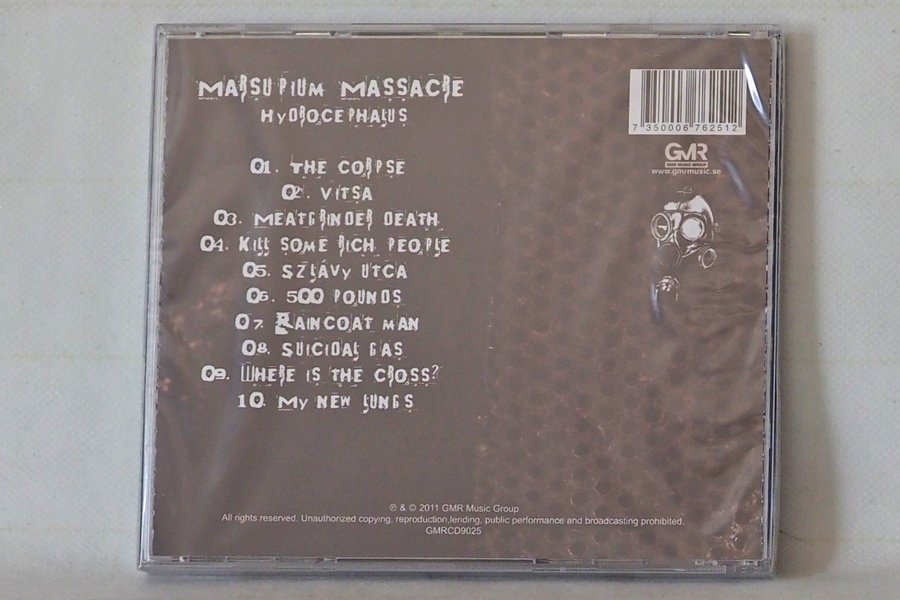 Marsupium Massacre
Hydrocephalus
01. The Corpse
02. Vitsa
03. Meatgrinder Death
04. Kill Some Rich People
05. Szlávy Utca
06. 500 Pounds
07. Raincoat Man
08. Suicidal Gas
09. Where Is The Cross?
10. My New Lungs
7 350006 762512
GMR
GMR MUSIC GROUP
www.gmrmusic.se
℗ & © 2011 GMR Music Group
All rights reserved. Unauthorized copying, reproduction,lending, public performance and broadcasting prohibited.
GMRCD9025